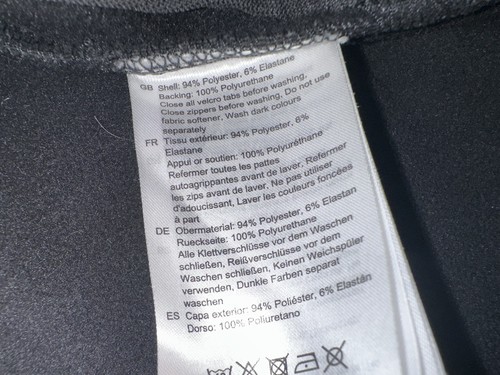 GB Shell: 94% Polyester, 6% Elastane
Backing: 100% Polyurethane
Close all velcro tabs before washing.
Close zippers before washing. Do not use
fabric softener. Wash dark colours
separately
FR Tissu extérieur: 94% Polyester, 6%
Elastane
Appui or soutien: 100% Polyuréthane
Refermer toutes les pattes
autoagrippantes avant de laver, Refermer
les zips avant de laver, Ne pas utiliser
d'adoucissant, Laver les couleurs foncées
à part
DE Obermaterial: 94% Polyester, 6% Elastan
Rueckseite: 100% Polyurethane
Alle Klettverschlüsse vor dem Waschen
schließen, Reißverschlüsse vor dem
Waschen schließen, Keinen Weichspüler
verwenden, Dunkle Farben separat
waschen
ES Capa exterior: 94% Poliéster, 6% Elastán
Dorso: 100% Poliuretano